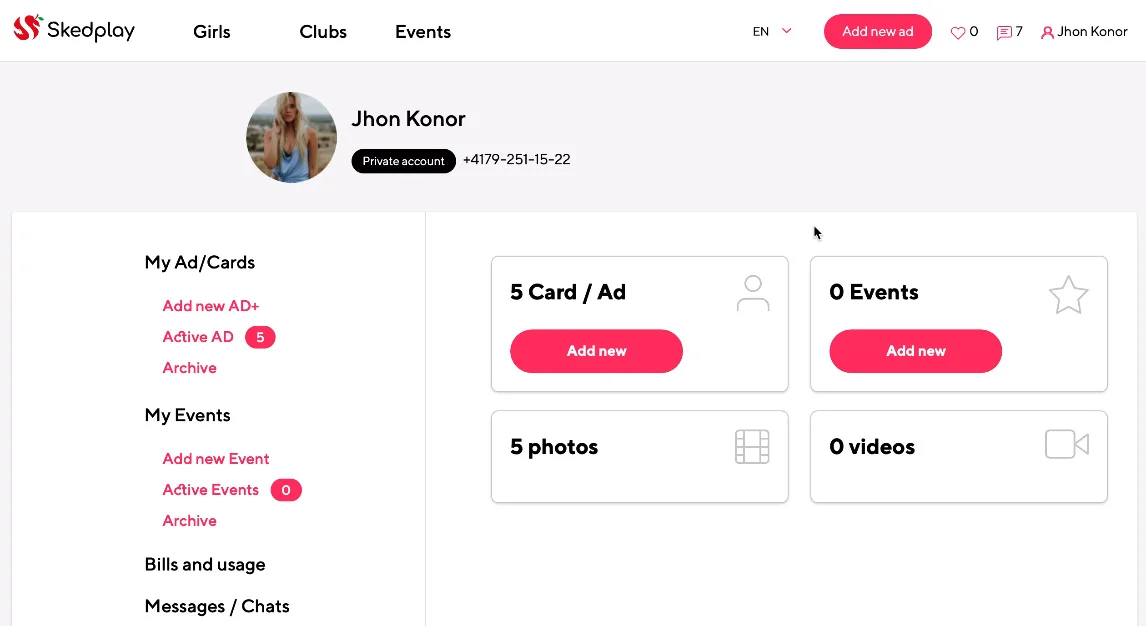 Skedplay Girls Clubs Events EN Add new ad 0 7 Jhon Konor
Jhon Konor
Private account +4179-251-15-22
My Ad/Cards
Add new AD+
Active AD 5
Archive
My Events
Add new Event
Active Events 0
Archive
Bills and usage
Messages / Chats
5 Card / Ad
Add new
0 Events
Add new
5 photos
0 videos